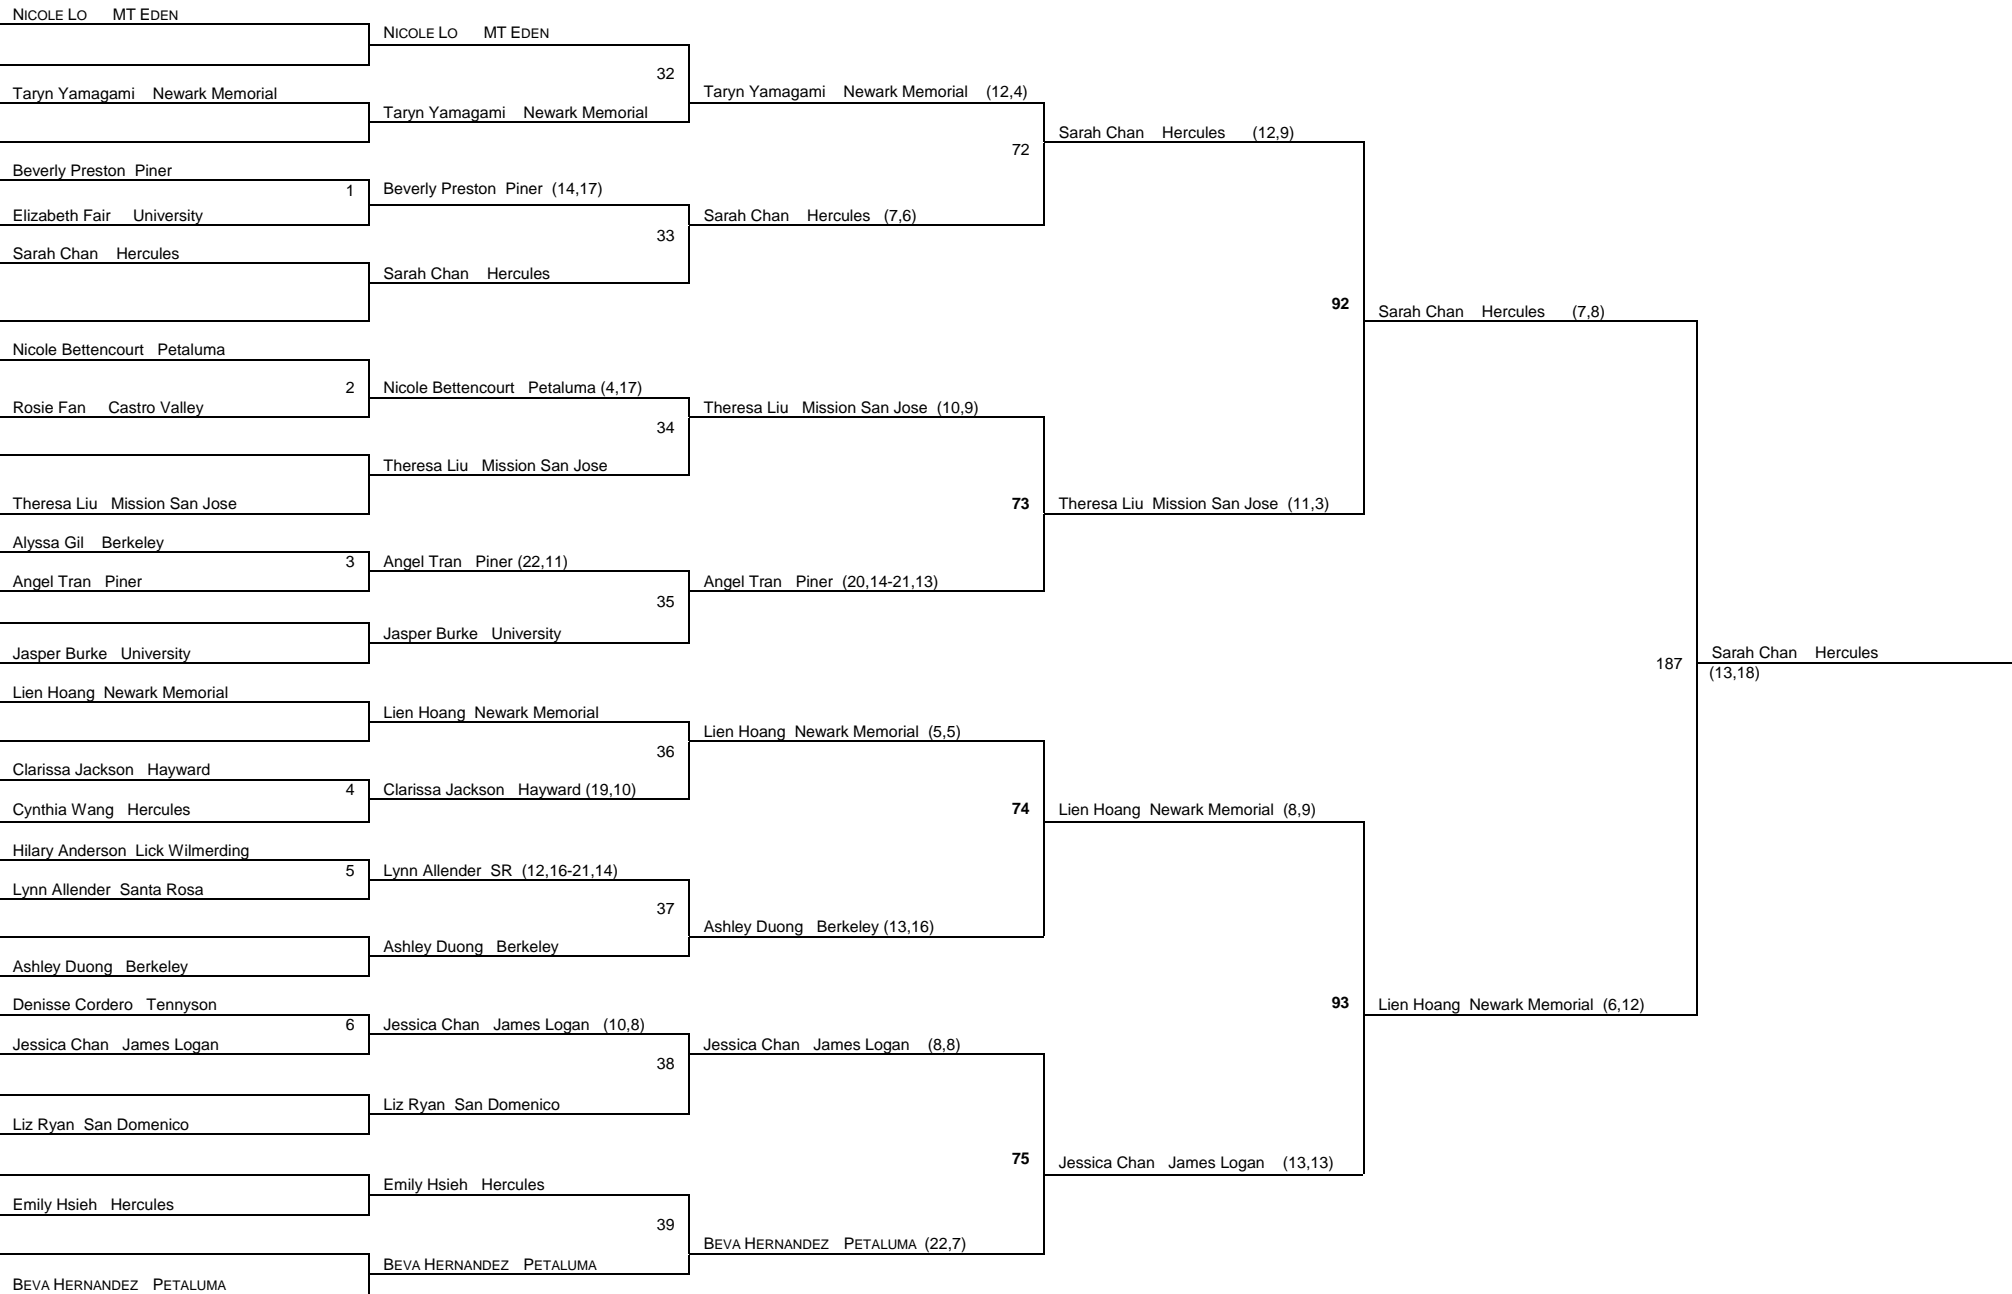 NICOLE LO MT EDEN
NICOLE LO MT EDEN
32
Taryn Yamagami Newark Memorial
Taryn Yamagami Newark Memorial (12,4)
Taryn Yamagami Newark Memorial
Sarah Chan Hercules (12,9)
72
Beverly Preston Piner
1
Beverly Preston Piner (14,17)
Elizabeth Fair University
Sarah Chan Hercules (7,6)
33
Sarah Chan Hercules
Sarah Chan Hercules
92
Sarah Chan Hercules (7,8)
Nicole Bettencourt Petaluma
2
Nicole Bettencourt Petaluma (4,17)
Rosie Fan Castro Valley
Theresa Liu Mission San Jose (10,9)
34
Theresa Liu Mission San Jose
Theresa Liu Mission San Jose
73
Theresa Liu Mission San Jose (11,3)
Alyssa Gil Berkeley
3
Angel Tran Piner (22,11)
Angel Tran Piner
Angel Tran Piner (20,14-21,13)
35
Jasper Burke University
Jasper Burke University
187
Sarah Chan Hercules
(13,18)
Lien Hoang Newark Memorial
Lien Hoang Newark Memorial
Lien Hoang Newark Memorial (5,5)
36
Clarissa Jackson Hayward
4
Clarissa Jackson Hayward (19,10)
Cynthia Wang Hercules
74
Lien Hoang Newark Memorial (8,9)
Hilary Anderson Lick Wilmerding
5
Lynn Allender SR (12,16-21,14)
Lynn Allender Santa Rosa
37
Ashley Duong Berkeley (13,16)
Ashley Duong Berkeley
Ashley Duong Berkeley
Denisse Cordero Tennyson
93
Lien Hoang Newark Memorial (6,12)
6
Jessica Chan James Logan (10,8)
Jessica Chan James Logan
Jessica Chan James Logan (8,8)
38
Liz Ryan San Domenico
Liz Ryan San Domenico
75
Jessica Chan James Logan (13,13)
Emily Hsieh Hercules
Emily Hsieh Hercules
39
BEVA HERNANDEZ PETALUMA (22,7)
BEVA HERNANDEZ PETALUMA
BEVA HERNANDEZ PETALUMA